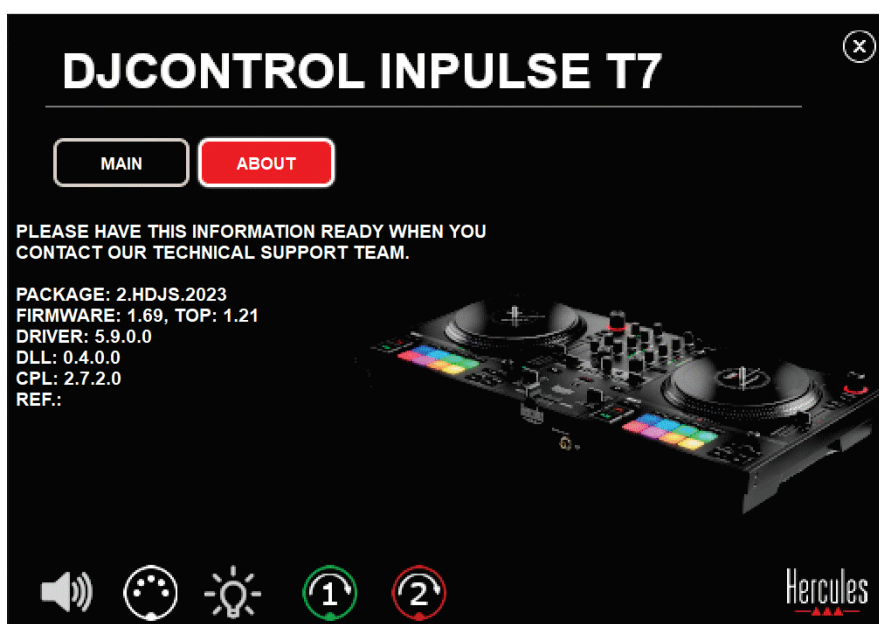 DJCONTROL INPULSE T7
MAIN
ABOUT
PLEASE HAVE THIS INFORMATION READY WHEN YOU
CONTACT OUR TECHNICAL SUPPORT TEAM.
PACKAGE: 2.HDJS.2023
FIRMWARE: 1.69, TOP: 1.21
DRIVER: 5.9.0.0
DLL: 0.4.0.0
CPL: 2.7.2.0
REF.:
1
2
Hercules